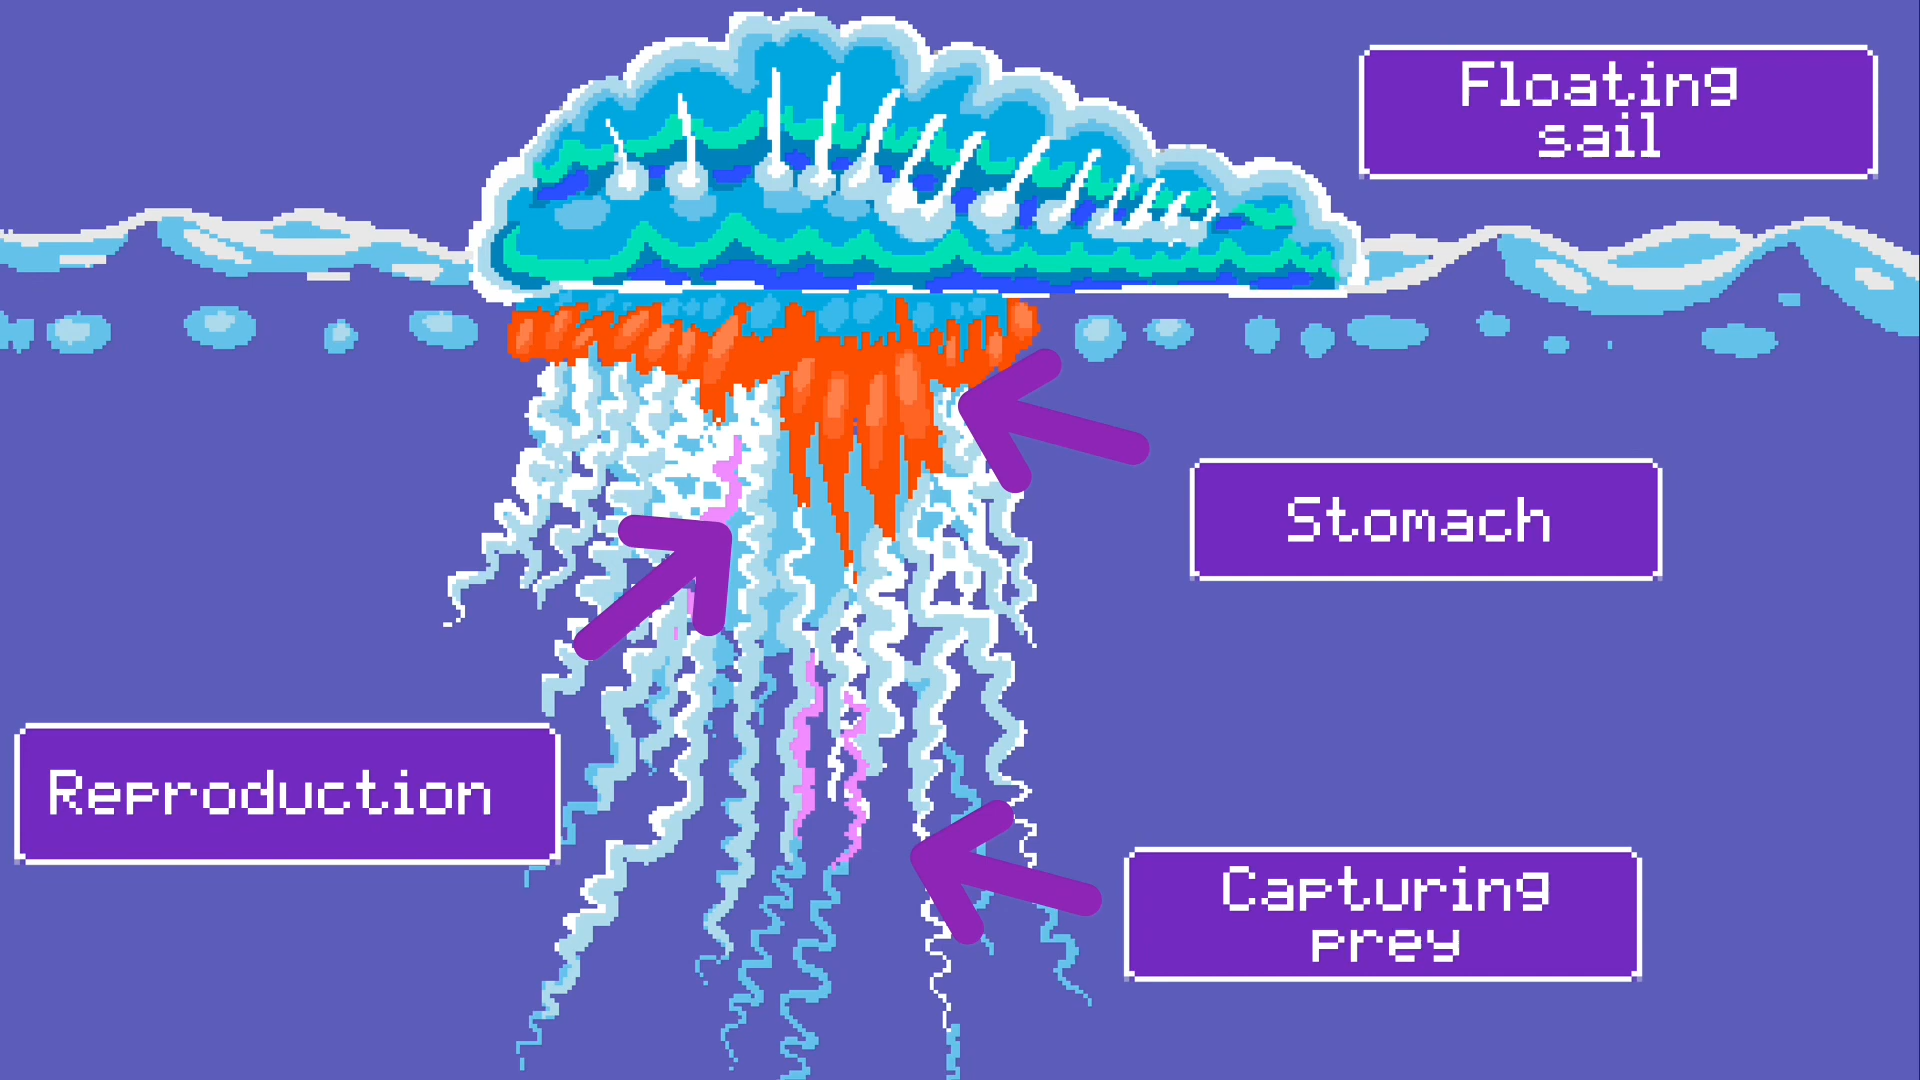 Floating
sail
Stomach
Reproduction
Capturing
prey